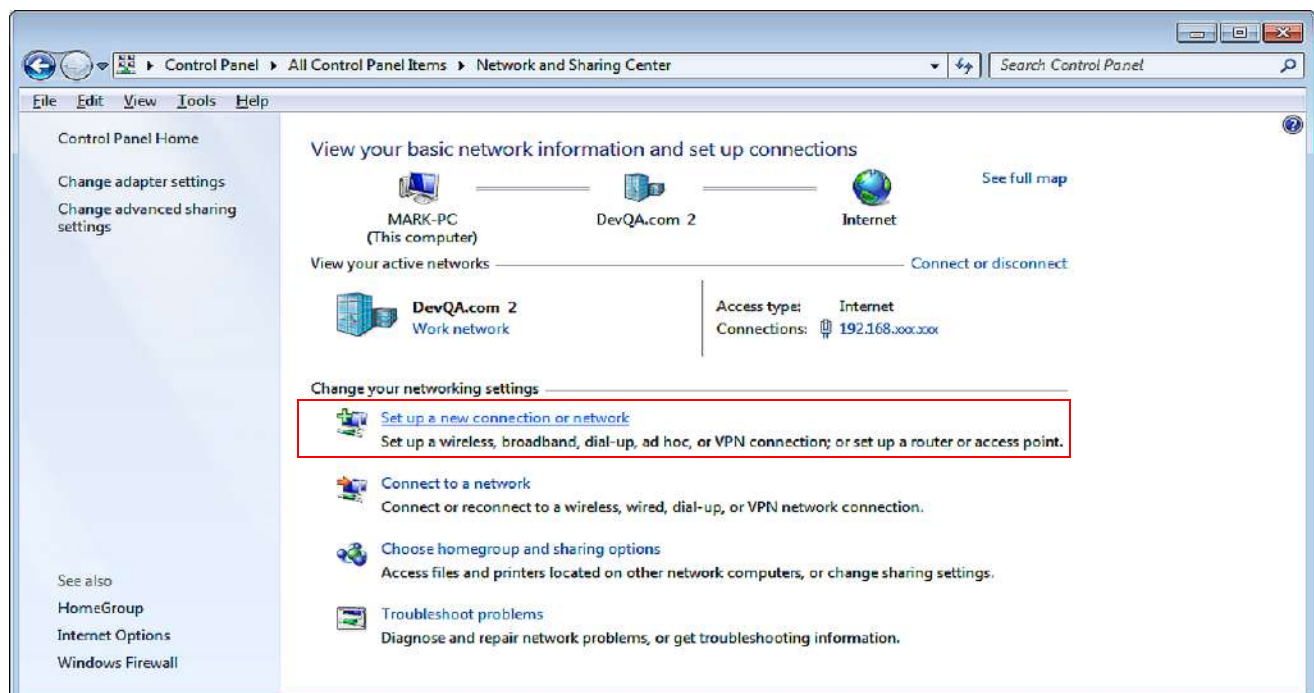 Control Panel ▸ All Control Panel Items ▸ Network and Sharing Center
Search Control Panel
File Edit View Tools Help
Control Panel Home
Change adapter settings
Change advanced sharing
settings
View your basic network information and set up connections
See full map
MARK-PC
(This computer)
DevQA.com 2
Internet
View your active networks
Connect or disconnect
DevQA.com 2
Work network
Access type: Internet
Connections: 192.168.xxx.xxx
Change your networking settings
Set up a new connection or network
Set up a wireless, broadband, dial-up, ad hoc, or VPN connection; or set up a router or access point.
Connect to a network
Connect or reconnect to a wireless, wired, dial-up, or VPN network connection.
Choose homegroup and sharing options
Access files and printers located on other network computers, or change sharing settings.
Troubleshoot problems
Diagnose and repair network problems, or get troubleshooting information.
See also
HomeGroup
Internet Options
Windows Firewall